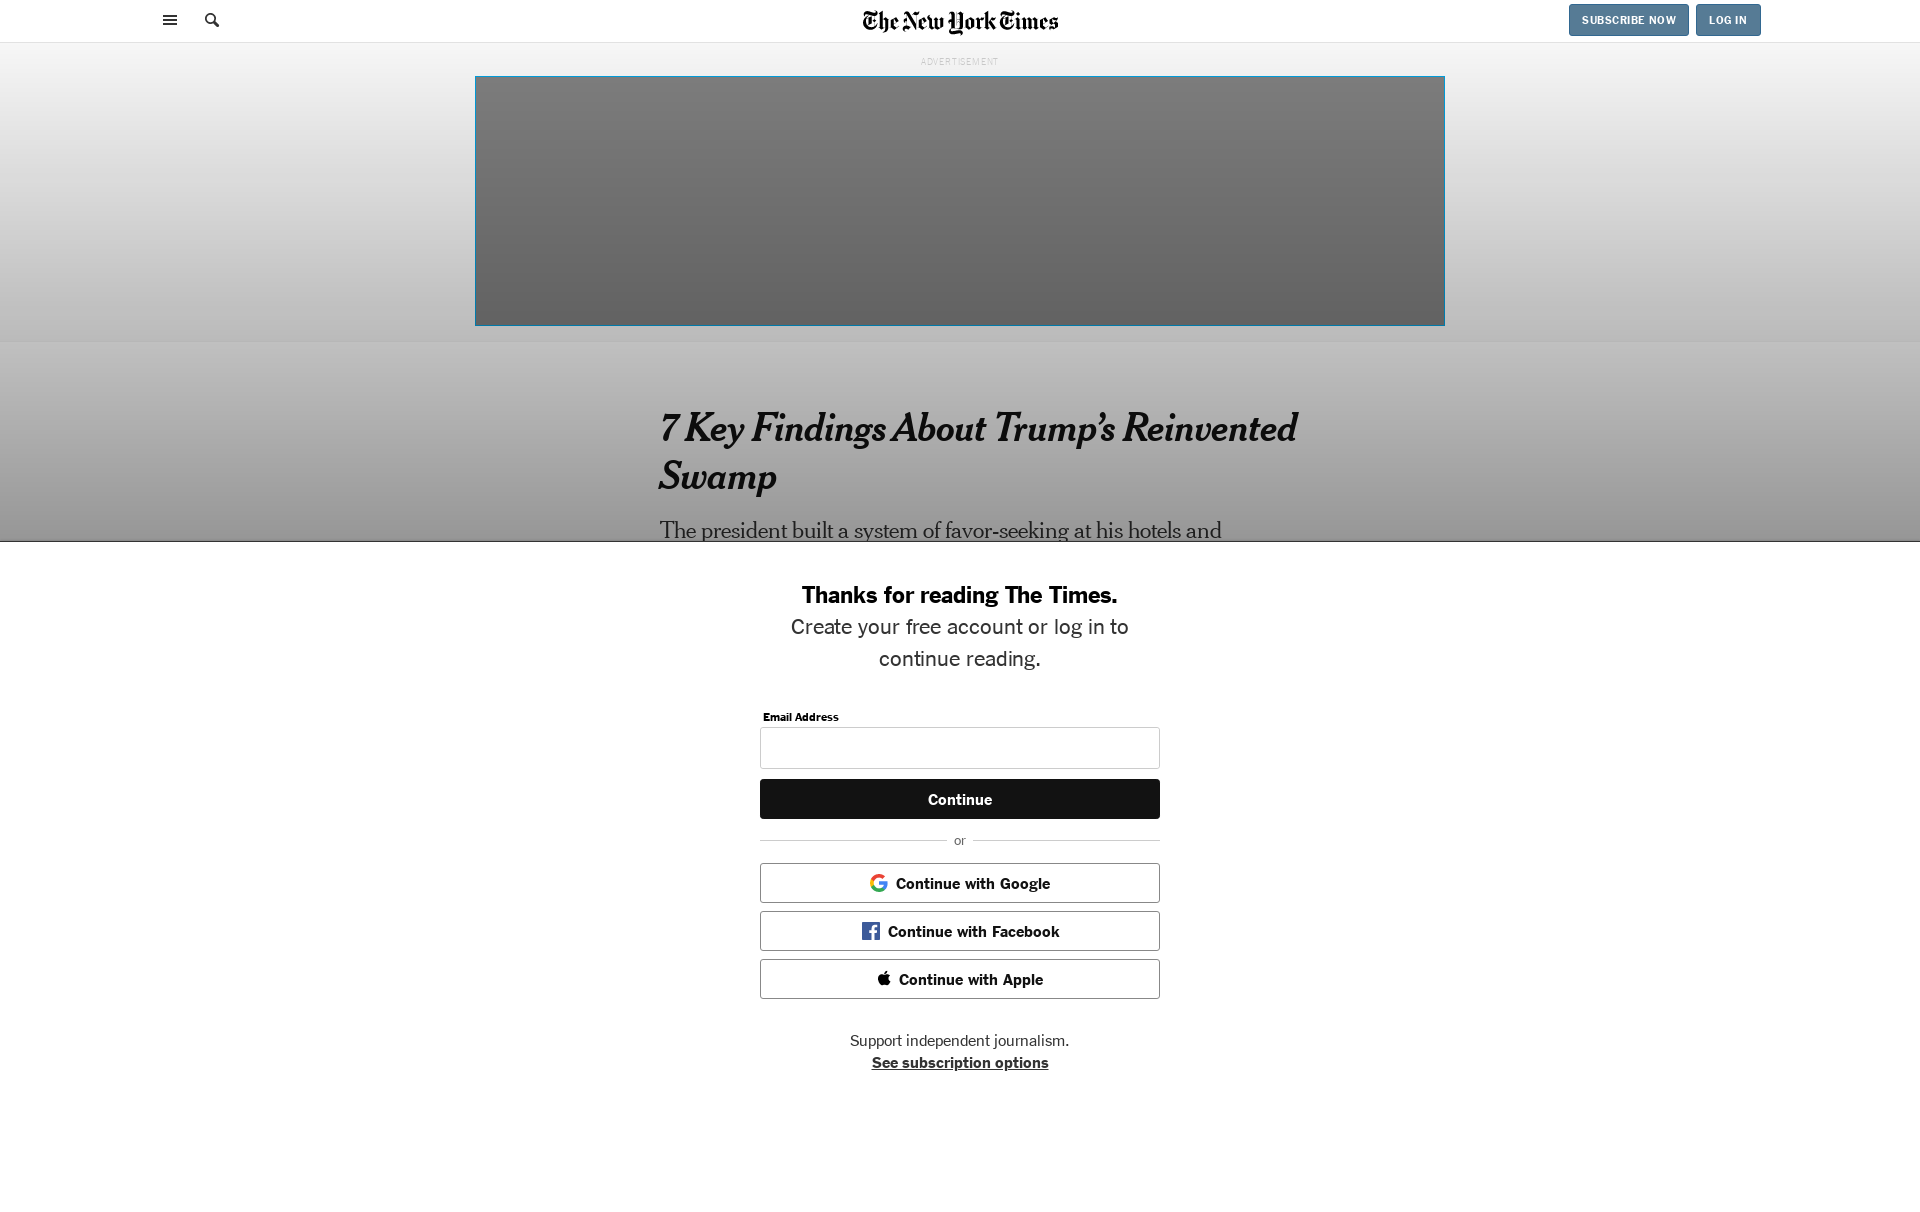 The New York Times
SUBSCRIBE NOW
LOG IN
ADVERTISEMENT
7 Key Findings About Trump’s Reinvented
Swamp
The president built a system of favor-seeking at his hotels and
Thanks for reading The Times.
Create your free account or log in to
continue reading.
Email Address
Continue
or
Continue with Google
Continue with Facebook
Continue with Apple
Support independent journalism.
See subscription options